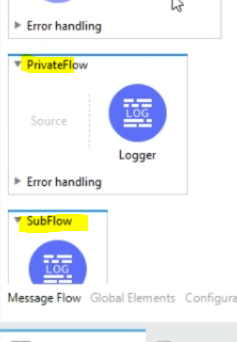 Error handling
PrivateFlow
Source
LOG
Logger
Error handling
SubFlow
LOG
Message Flow Global Elements Configura